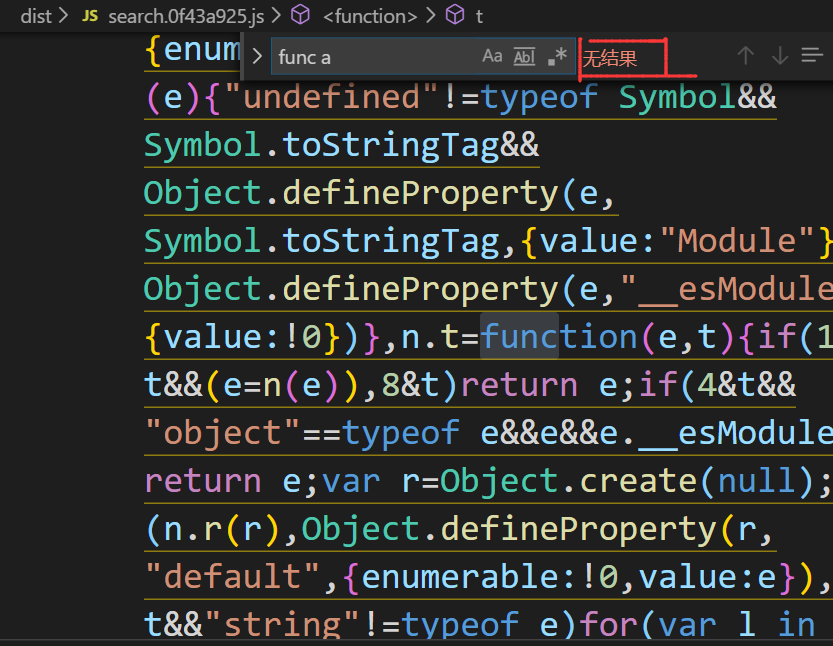 dist > JS search.0f43a925.js > <function> > t
{enum
func a Aa Abl .* 无结果
(e){"undefined"!=typeof Symbol&&
Symbol.toStringTag&&
Object.defineProperty(e,
Symbol.toStringTag,{value:"Module"}
Object.defineProperty(e,"__esModule
{value:!0})},n.t=function(e,t){if(1
t&&(e=n(e)),8&t)return e;if(4&t&&
"object"==typeof e&&e&&e.__esModule
return e;var r=Object.create(null);
(n.r(r),Object.defineProperty(r,
"default",{enumerable:!0,value:e}),
t&&"string"!=typeof e)for(var l in